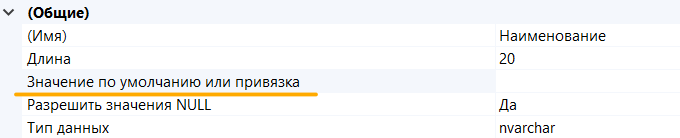 (Общие)
(Имя) Наименование
Длина 20
Значение по умолчанию или привязка
Разрешить значения NULL Да
Тип данных nvarchar